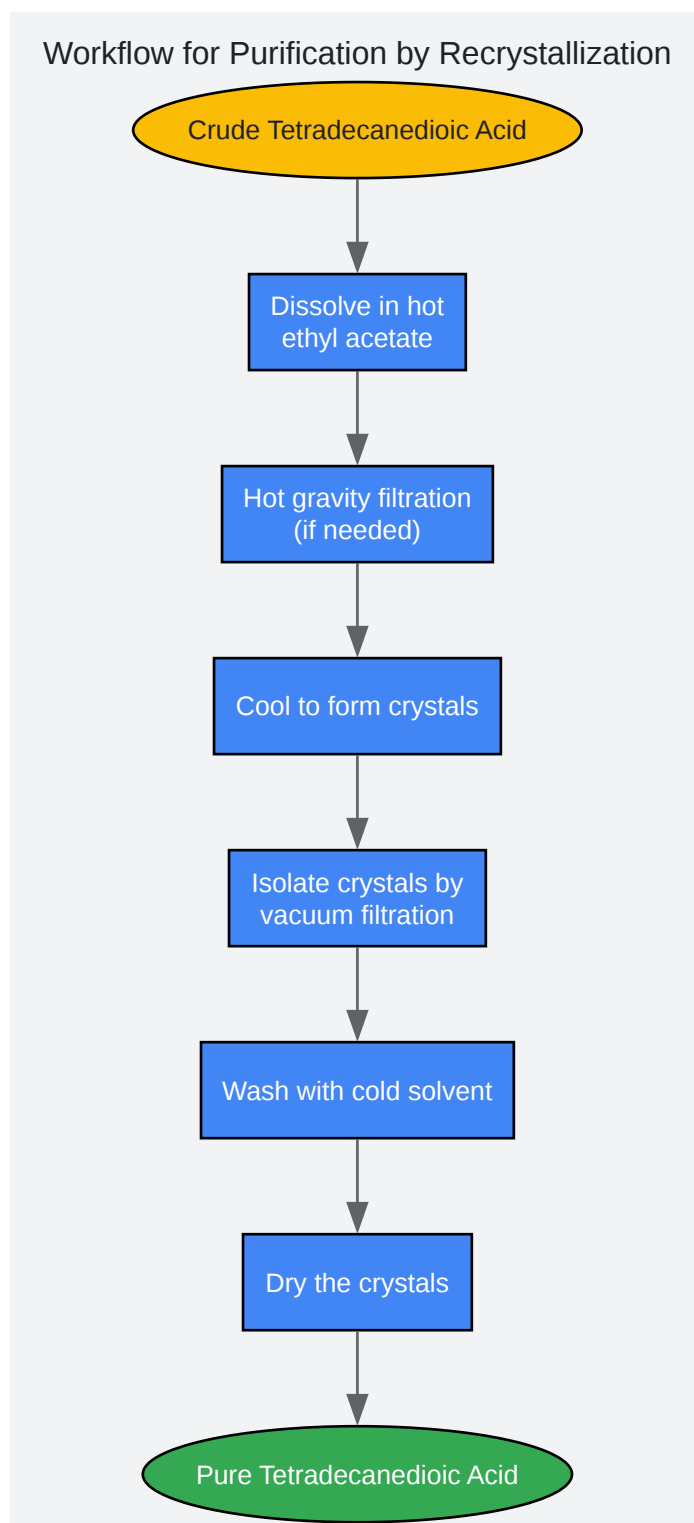 Workflow for Purification by Recrystallization
Crude Tetradecanedioic Acid
Dissolve in hot
ethyl acetate
Hot gravity filtration
(if needed)
Cool to form crystals
Isolate crystals by
vacuum filtration
Wash with cold solvent
Dry the crystals
Pure Tetradecanedioic Acid